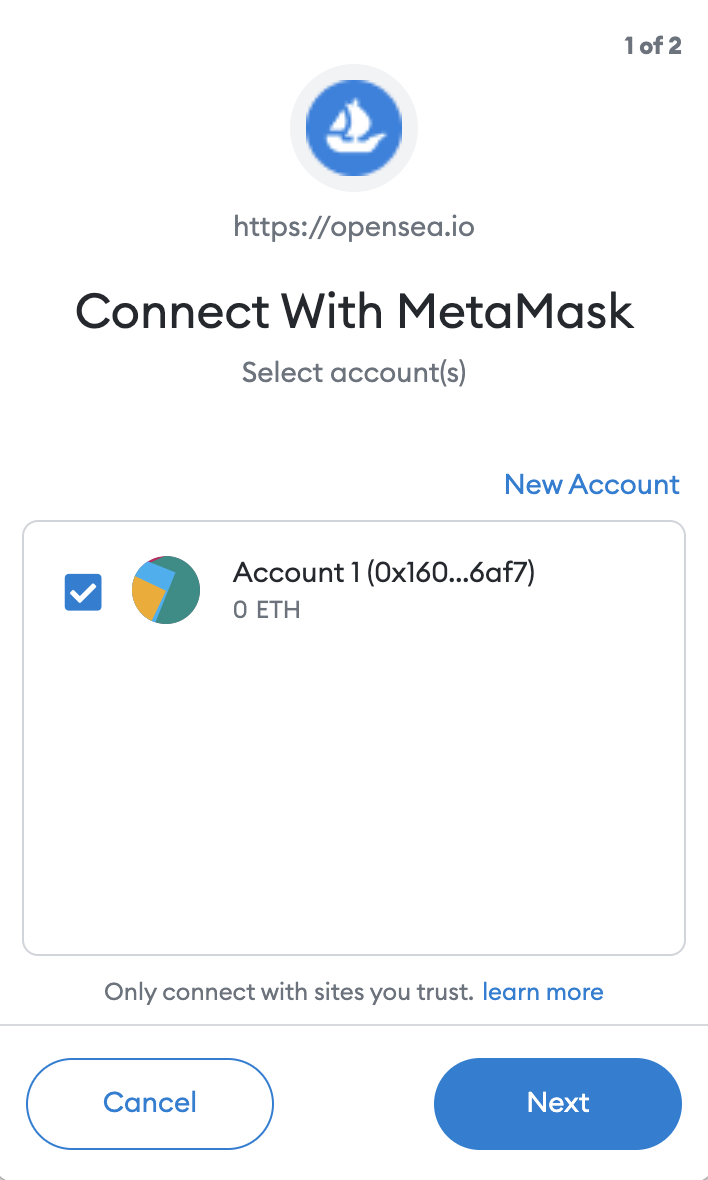 1 of 2
https://opensea.io
Connect With MetaMask
Select account(s)
New Account
Account 1 (0x160...6af7)
0 ETH
Only connect with sites you trust. learn more
Cancel
Next